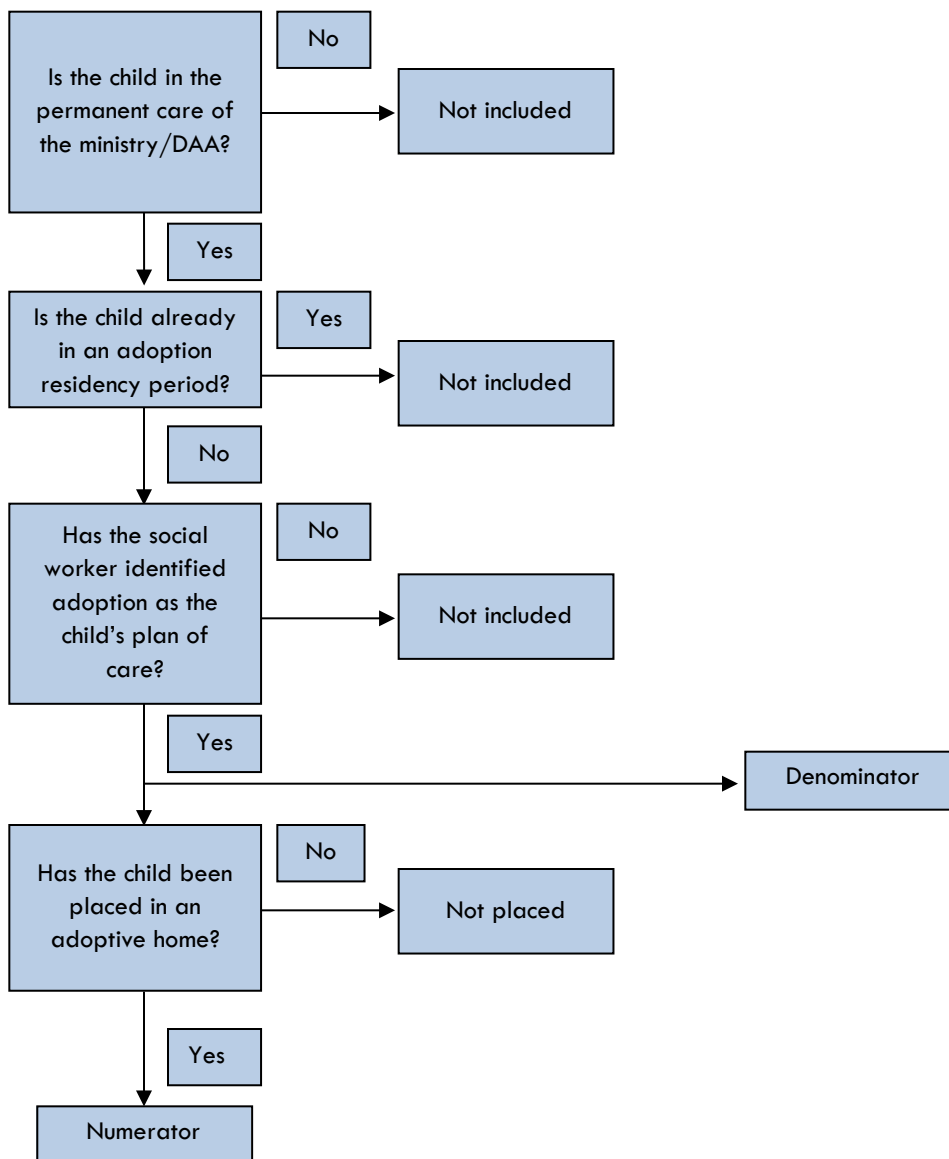 No
Is the child in the
permanent care of
the ministry/DAA?
Not included
Yes
Is the child already
in an adoption
residency period?
Yes
Not included
No
Has the social
worker identified
adoption as the
child’s plan of
care?
No
Not included
Yes
Denominator
Has the child been
placed in an
adoptive home?
No
Not placed
Yes
Numerator